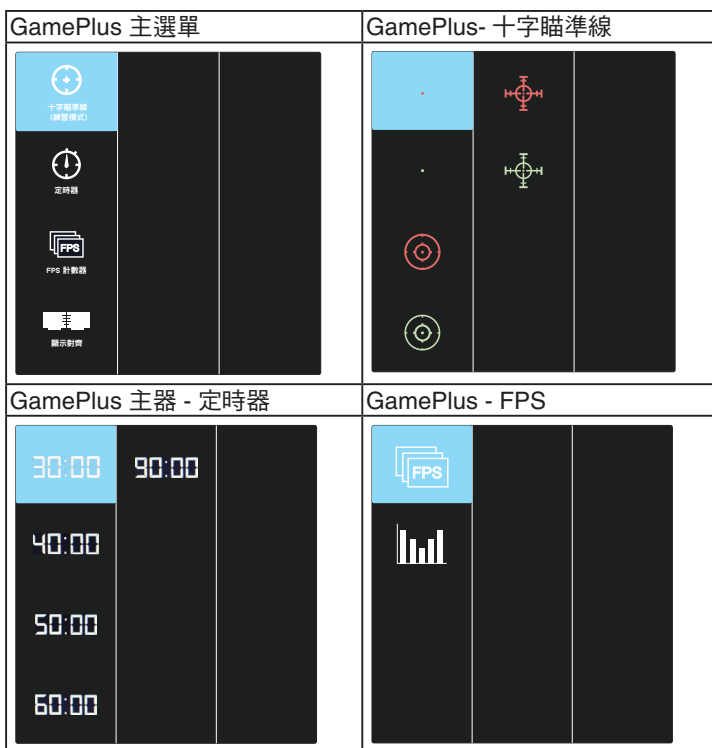 GamePlus 主選單
GamePlus- 十字瞄準線
十字瞄準線
(練習模式)
定時器
FPS
FPS 計數器
顯示對齊
GamePlus 主器 - 定時器
GamePlus - FPS
30:00
90:00
40:00
50:00
60:00
FPS